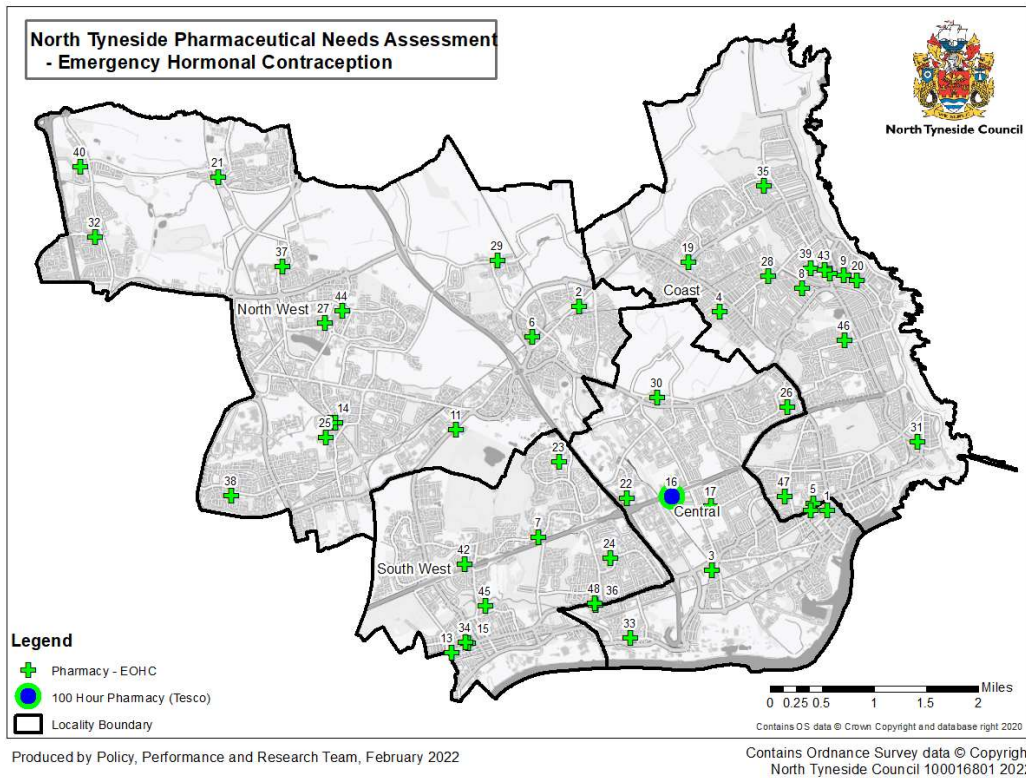 North Tyneside Pharmaceutical Needs Assessment
- Emergency Hormonal Contraception
North Tyneside Council
40
21
35
32
19
39
43
9
20
28
8
37
29
Coast
2
4
44
North West
27
6
46
30
26
14
25
11
31
23
38
16
47
5
1
22
17
Central
7
24
42
South West
3
45
48
36
34
15
13
33
Legend
Pharmacy - EOHC
100 Hour Pharmacy (Tesco)
Locality Boundary
Miles
0 0.25 0.5 1 1.5 2
Contains OS data © Crown Copyright and database right 2020
Produced by Policy, Performance and Research Team, February 2022
Contains Ordnance Survey data © Copyright
North Tyneside Council 100016801 2022